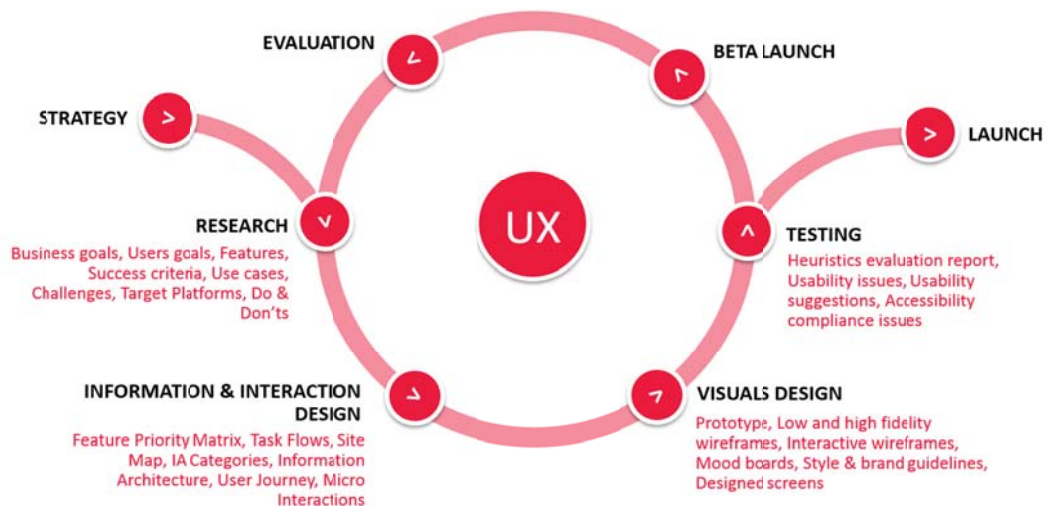 EVALUATION
BETA LAUNCH
STRATEGY
LAUNCH
UX
RESEARCH
Business goals, Users goals, Features,
Success criteria, Use cases,
Challenges, Target Platforms, Do &
Don'ts
TESTING
Heuristics evaluation report,
Usability issues, Usability
suggestions, Accessibility
compliance issues
INFORMATION & INTERACTION
DESIGN
Feature Priority Matrix, Task Flows, Site
Map, IA Categories, Information
Architecture, User Journey, Micro
Interactions
VISUALS DESIGN
Prototype, Low and high fidelity
wireframes, Interactive wireframes,
Mood boards, Style & brand guidelines,
Designed screens